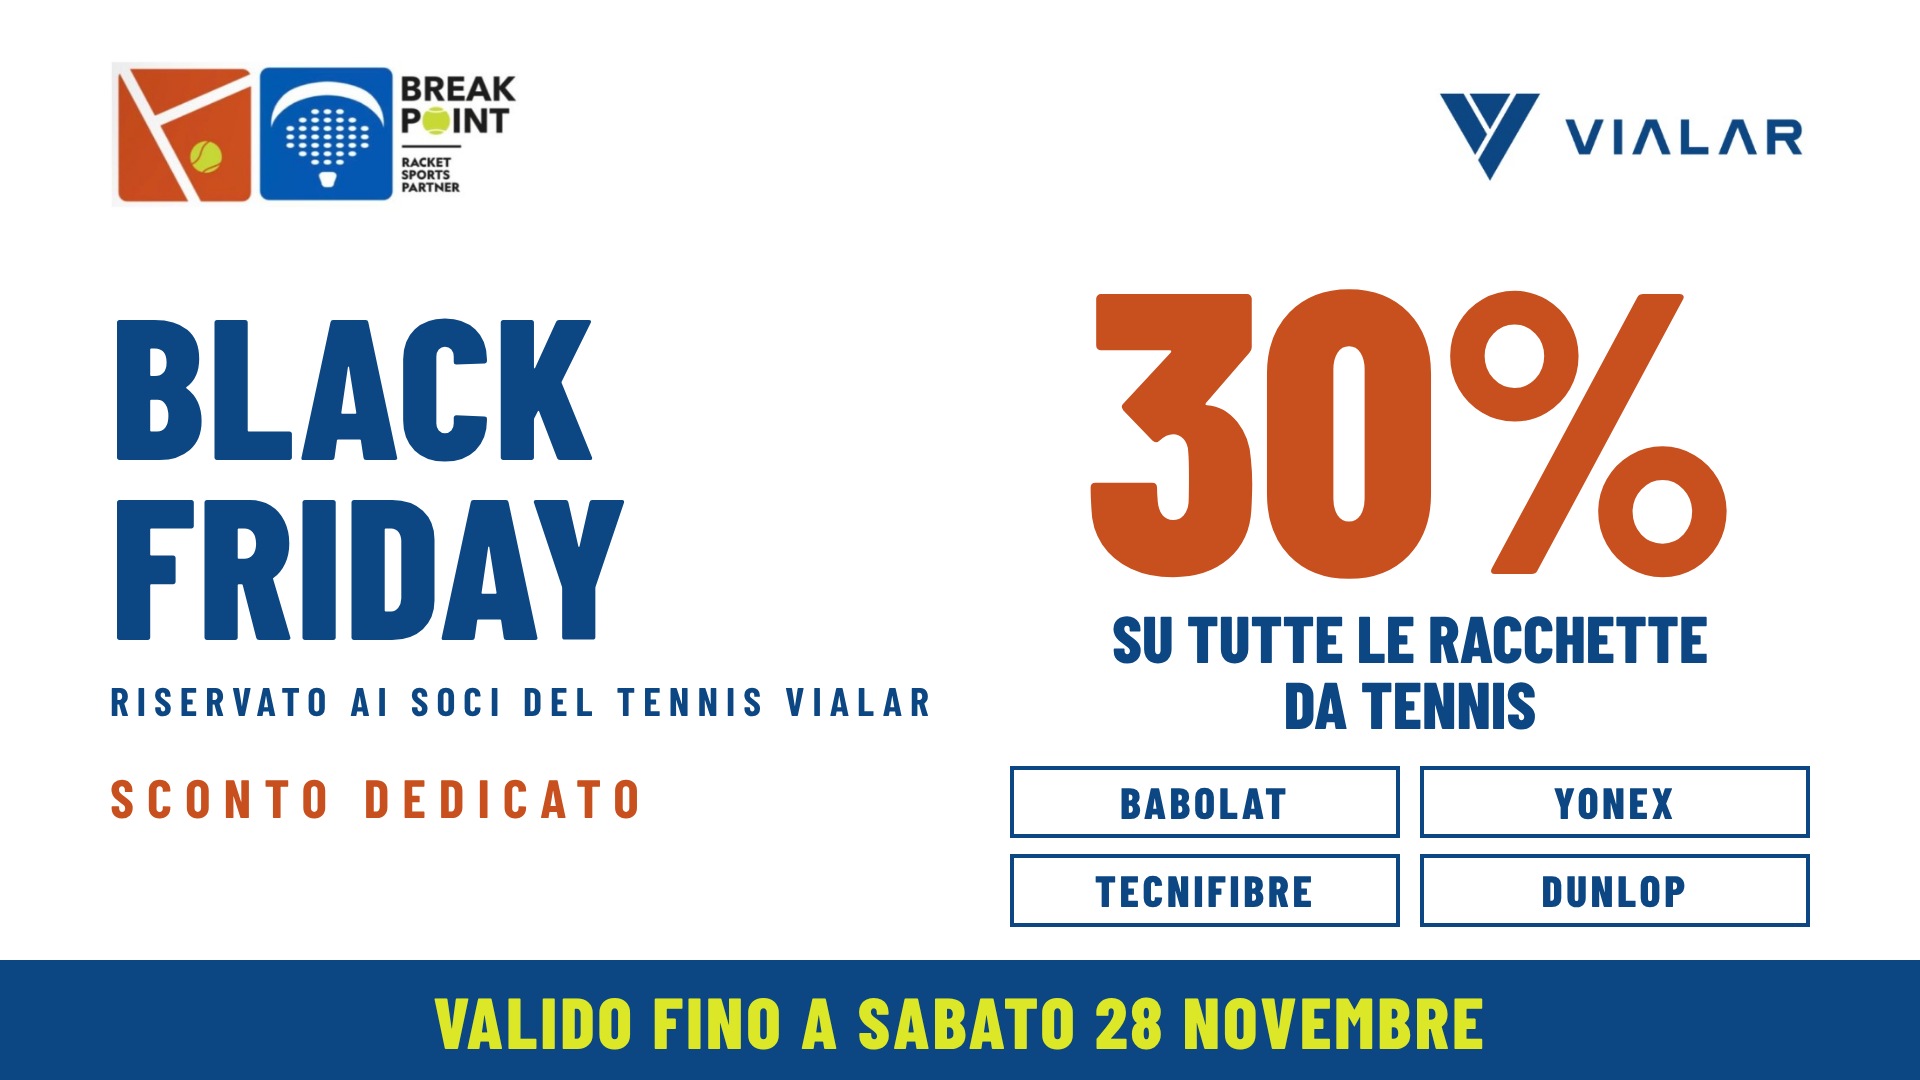 BREAK
POINT
RACKET
SPORTS
PARTNER
VIALAR
BLACK
FRIDAY
RISERVATO AI SOCI DEL TENNIS VIALAR
SCONTO DEDICATO
30%
SU TUTTE LE RACCHETTE
DA TENNIS
BABOLAT
YONEX
TECNIFIBRE
DUNLOP
VALIDO FINO A SABATO 28 NOVEMBRE